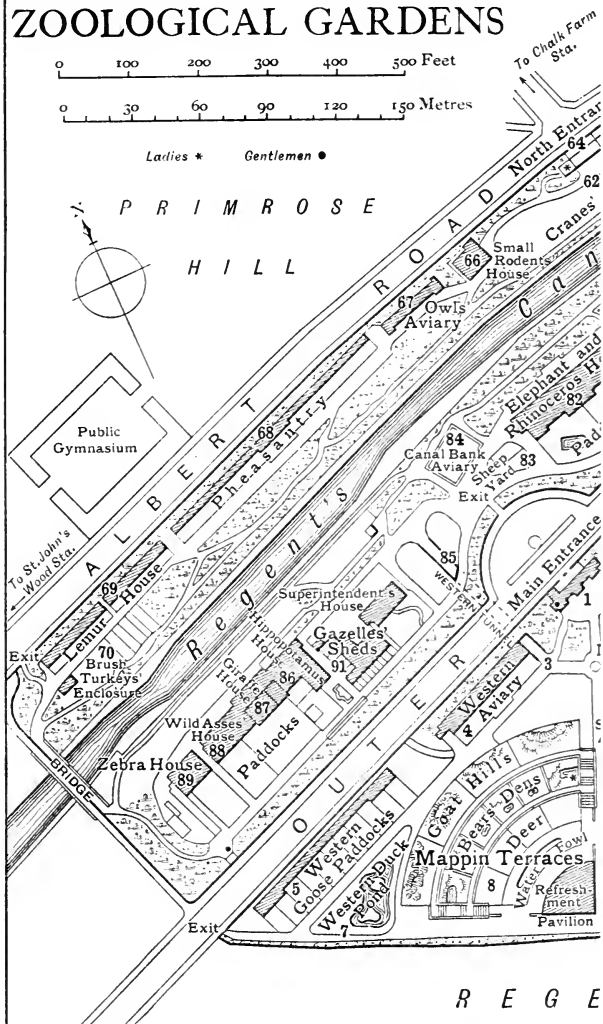 ZOOLOGICAL GARDENS
0 100 200 300 400 500 Feet
0 30 60 90 120 150 Metres
Ladies * Gentlemen ●
To Chalk Farm
Sta.
PRIMROSE
HILL
North Entran
64
62
Cranes'
ALBERT ROAD
66
Small
Rodents
House
67
Owls
Aviary
Regent's Can
68
Pheasantry
Public
Gymnasium
Elephant and
Rhinoceros H
82
Pad
84
Canal Bank
Aviary
Sheep
Yard
83
Exit
To St. John's
Wood Sta.
85
WESTERN TUNN
Main Entrance
1
69
Lemur House
Superintendent's
House
Gazelles'
Sheds
91
Hippopotamus
House
86
Giraffe
House
87
Exit
70
Brush
Turkeys'
Enclosure
3
Western
Aviary
4
Wild Asses
House
88
Paddocks
Zebra House
89
BRIDGE
OUTER
Goat Hills
Bears Dens
Deer
Mappin Terraces
8
Water Fowl
Refresh-
ment
Pavilion
5
Western
Goose Paddocks
Western Duck
Pond
7
Exit
REGE